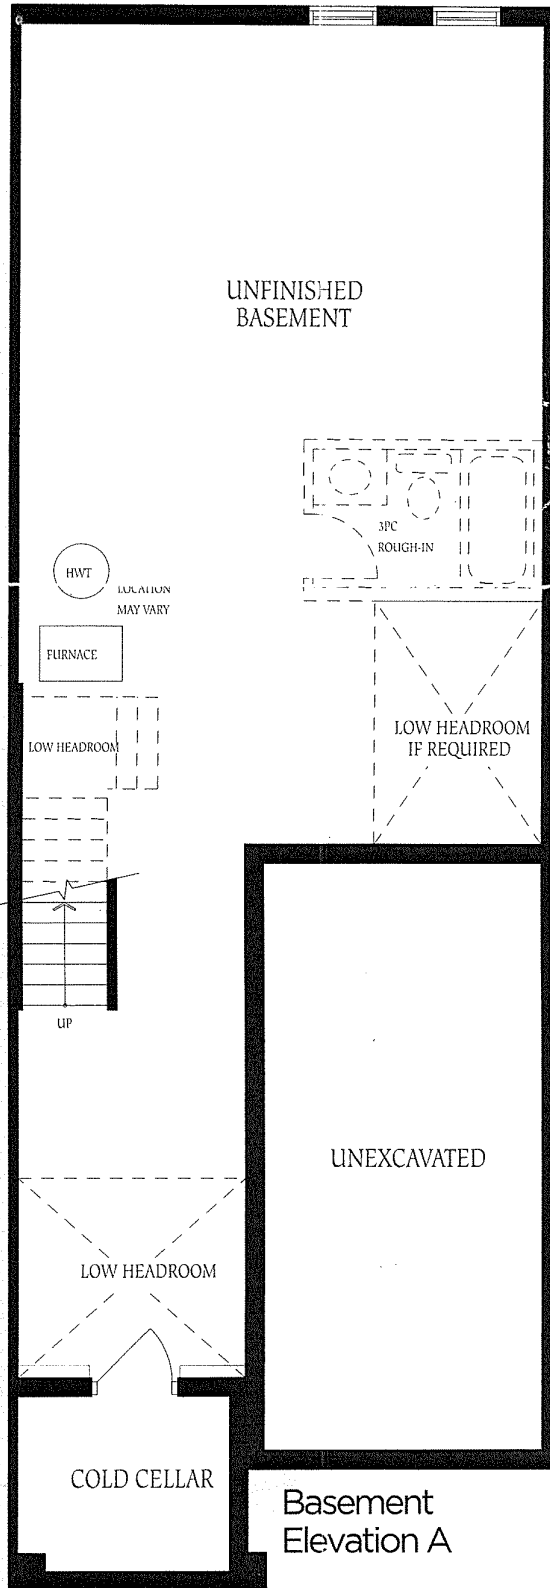 UNFINISHED
BASEMENT
3PC
ROUGH-IN
HWT
LOCATION
MAY VARY
FURNACE
LOW HEADROOM
LOW HEADROOM
IF REQUIRED
UP
UNEXCAVATED
LOW HEADROOM
COLD CELLAR
Basement
Elevation A